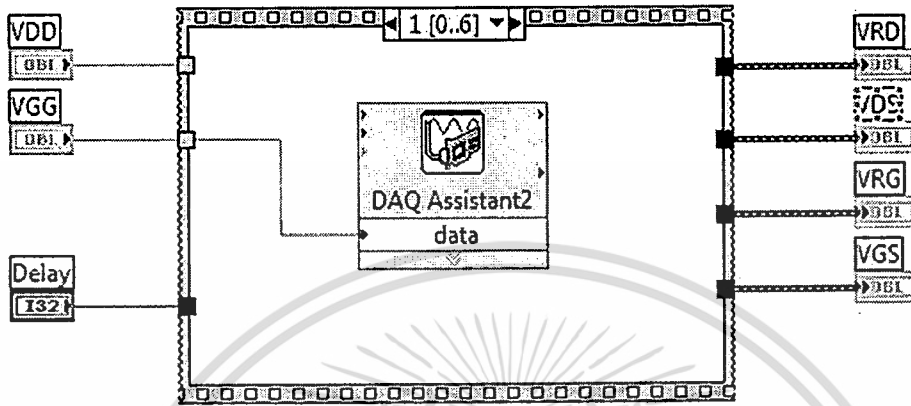 VDD
DBL
VGG
DBL
Delay
I32
1 [0..6]
DAQ Assistant2
data
VRD
DBL
VDS
DBL
VRG
DBL
VGS
DBL